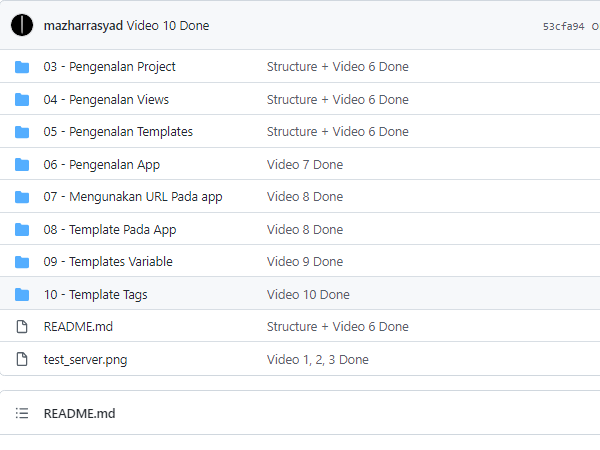 mazharrasyad Video 10 Done 53cfa94
03 - Pengenalan Project Structure + Video 6 Done
04 - Pengenalan Views Structure + Video 6 Done
05 - Pengenalan Templates Structure + Video 6 Done
06 - Pengenalan App Video 7 Done
07 - Mengunakan URL Pada app Video 8 Done
08 - Template Pada App Video 8 Done
09 - Templates Variable Video 9 Done
10 - Template Tags Video 10 Done
README.md Structure + Video 6 Done
test_server.png Video 1, 2, 3 Done
README.md